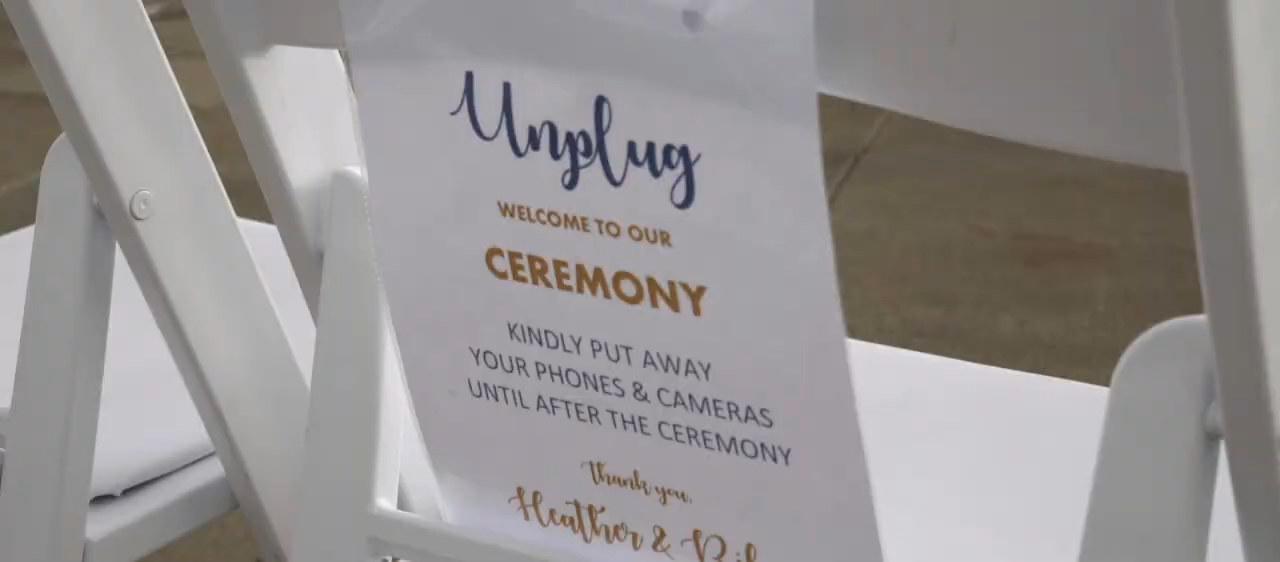 Unplug
WELCOME TO OUR
CEREMONY
KINDLY PUT AWAY
YOUR PHONES & CAMERAS
UNTIL AFTER THE CEREMONY
thank you,
Heather &